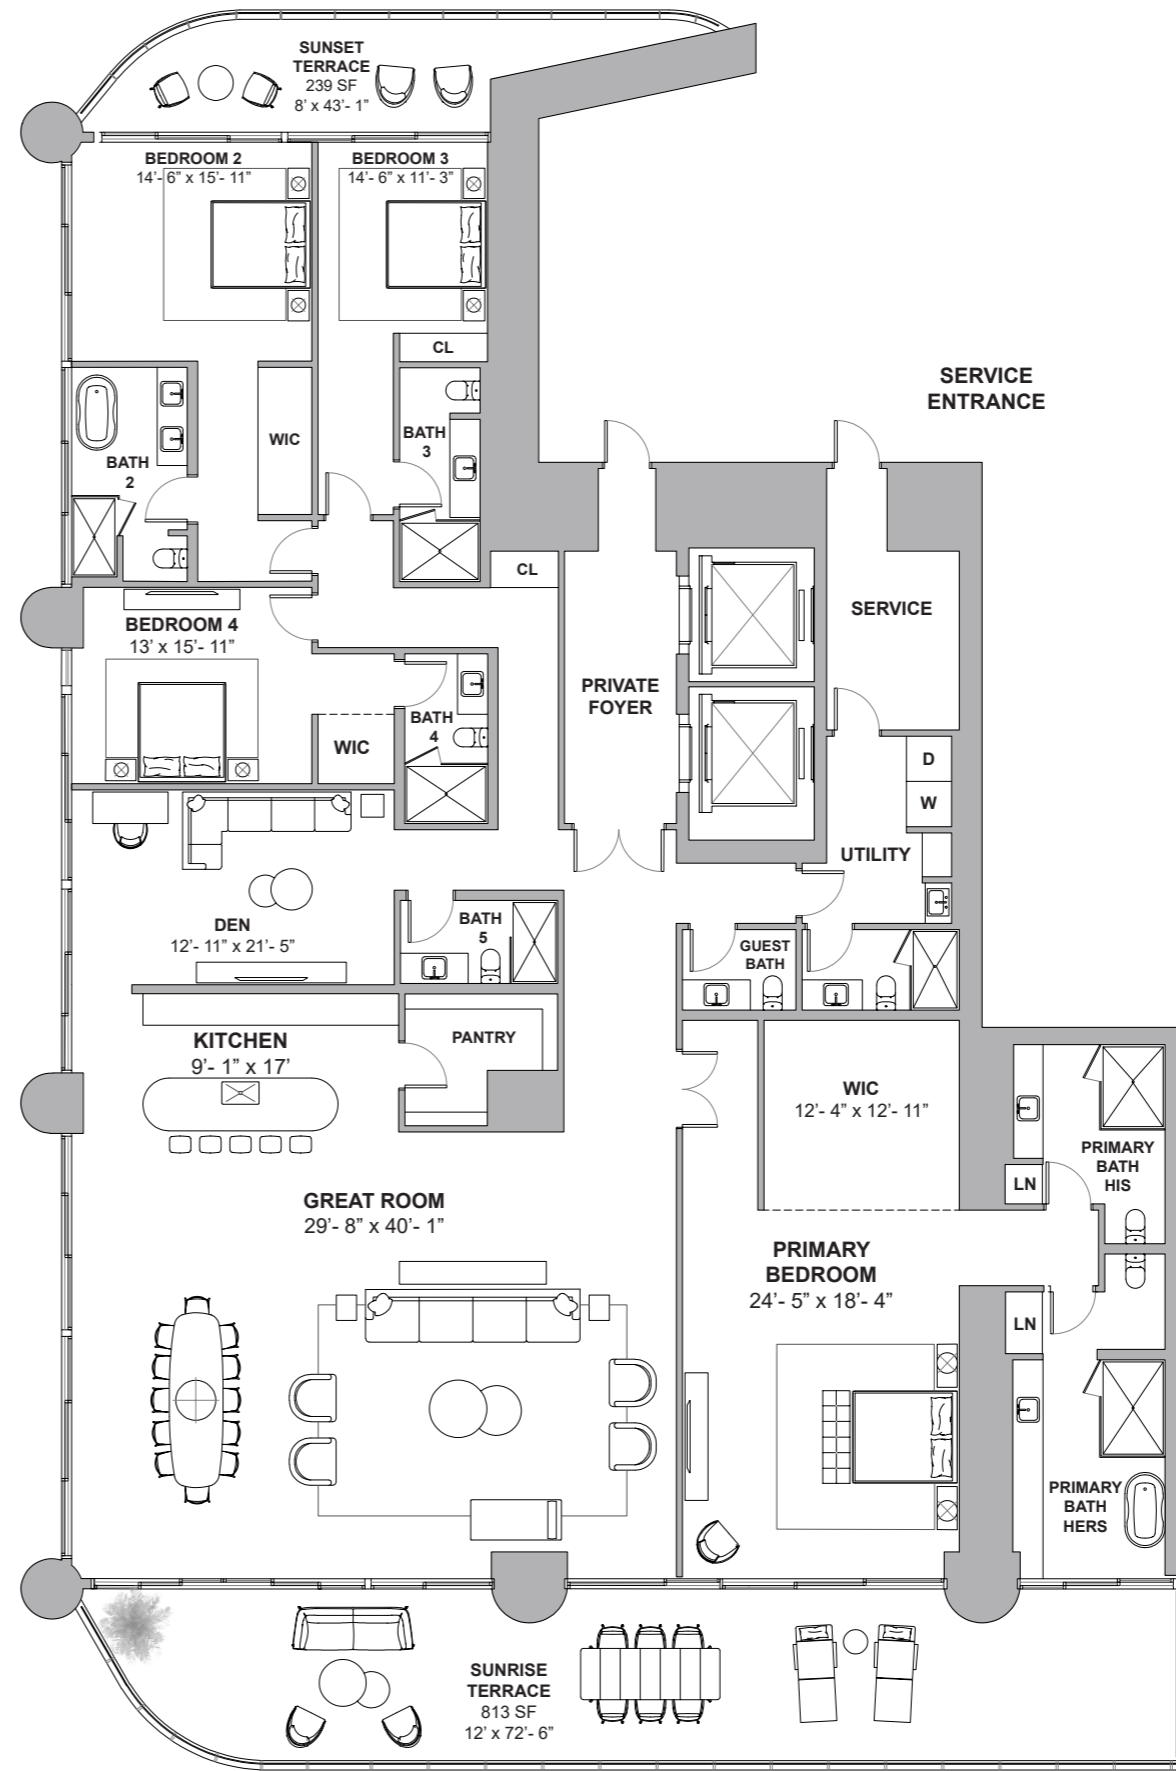 SUNSET
TERRACE
239 SF
8’ x 43’- 1”
BEDROOM 2
14’- 6” x 15’- 11”
BEDROOM 3
14’- 6” x 11’- 3”
CL
SERVICE
ENTRANCE
WIC
BATH
3
BATH
2
CL
SERVICE
BEDROOM 4
13’ x 15’- 11”
PRIVATE
FOYER
BATH
4
WIC
D
W
UTILITY
DEN
12’- 11” x 21’- 5”
BATH
5
GUEST
BATH
KITCHEN
9’- 1” x 17’
PANTRY
WIC
12’- 4” x 12’- 11”
PRIMARY
BATH
HIS
LN
GREAT ROOM
29’- 8” x 40’- 1”
PRIMARY
BEDROOM
24’- 5” x 18’- 4”
LN
PRIMARY
BATH
HERS
SUNRISE
TERRACE
813 SF
12’ x 72’- 6”